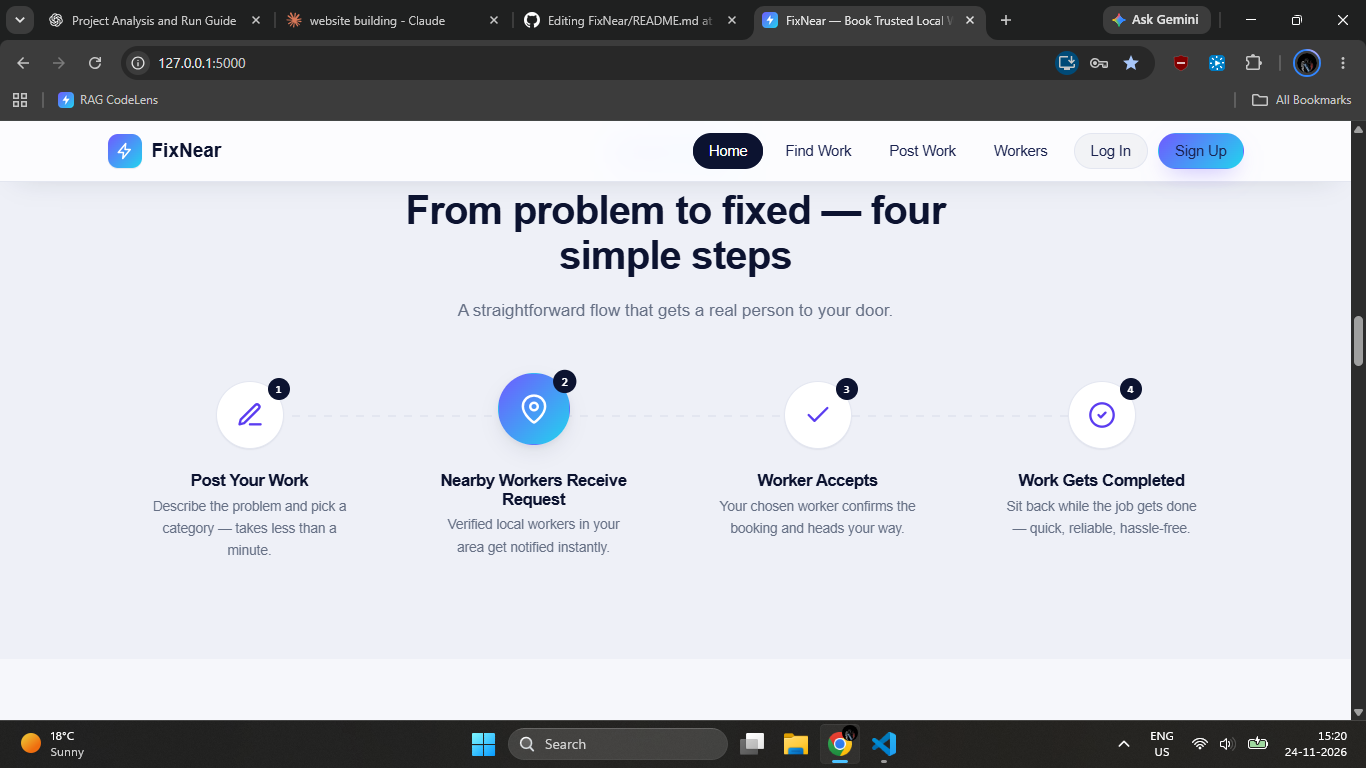 Project Analysis and Run Guide
website building - Claude
Editing FixNear/README.md at
FixNear — Book Trusted Local W
Ask Gemini
127.0.0.1:5000
RAG CodeLens
All Bookmarks
FixNear
Home
Find Work
Post Work
Workers
Log In
Sign Up
From problem to fixed — four
simple steps
A straightforward flow that gets a real person to your door.
1
Post Your Work
Describe the problem and pick a
category — takes less than a
minute.
2
Nearby Workers Receive
Request
Verified local workers in your
area get notified instantly.
3
Worker Accepts
Your chosen worker confirms the
booking and heads your way.
4
Work Gets Completed
Sit back while the job gets done
— quick, reliable, hassle-free.
18°C
Sunny
Search
ENG
US
15:20
24-11-2026